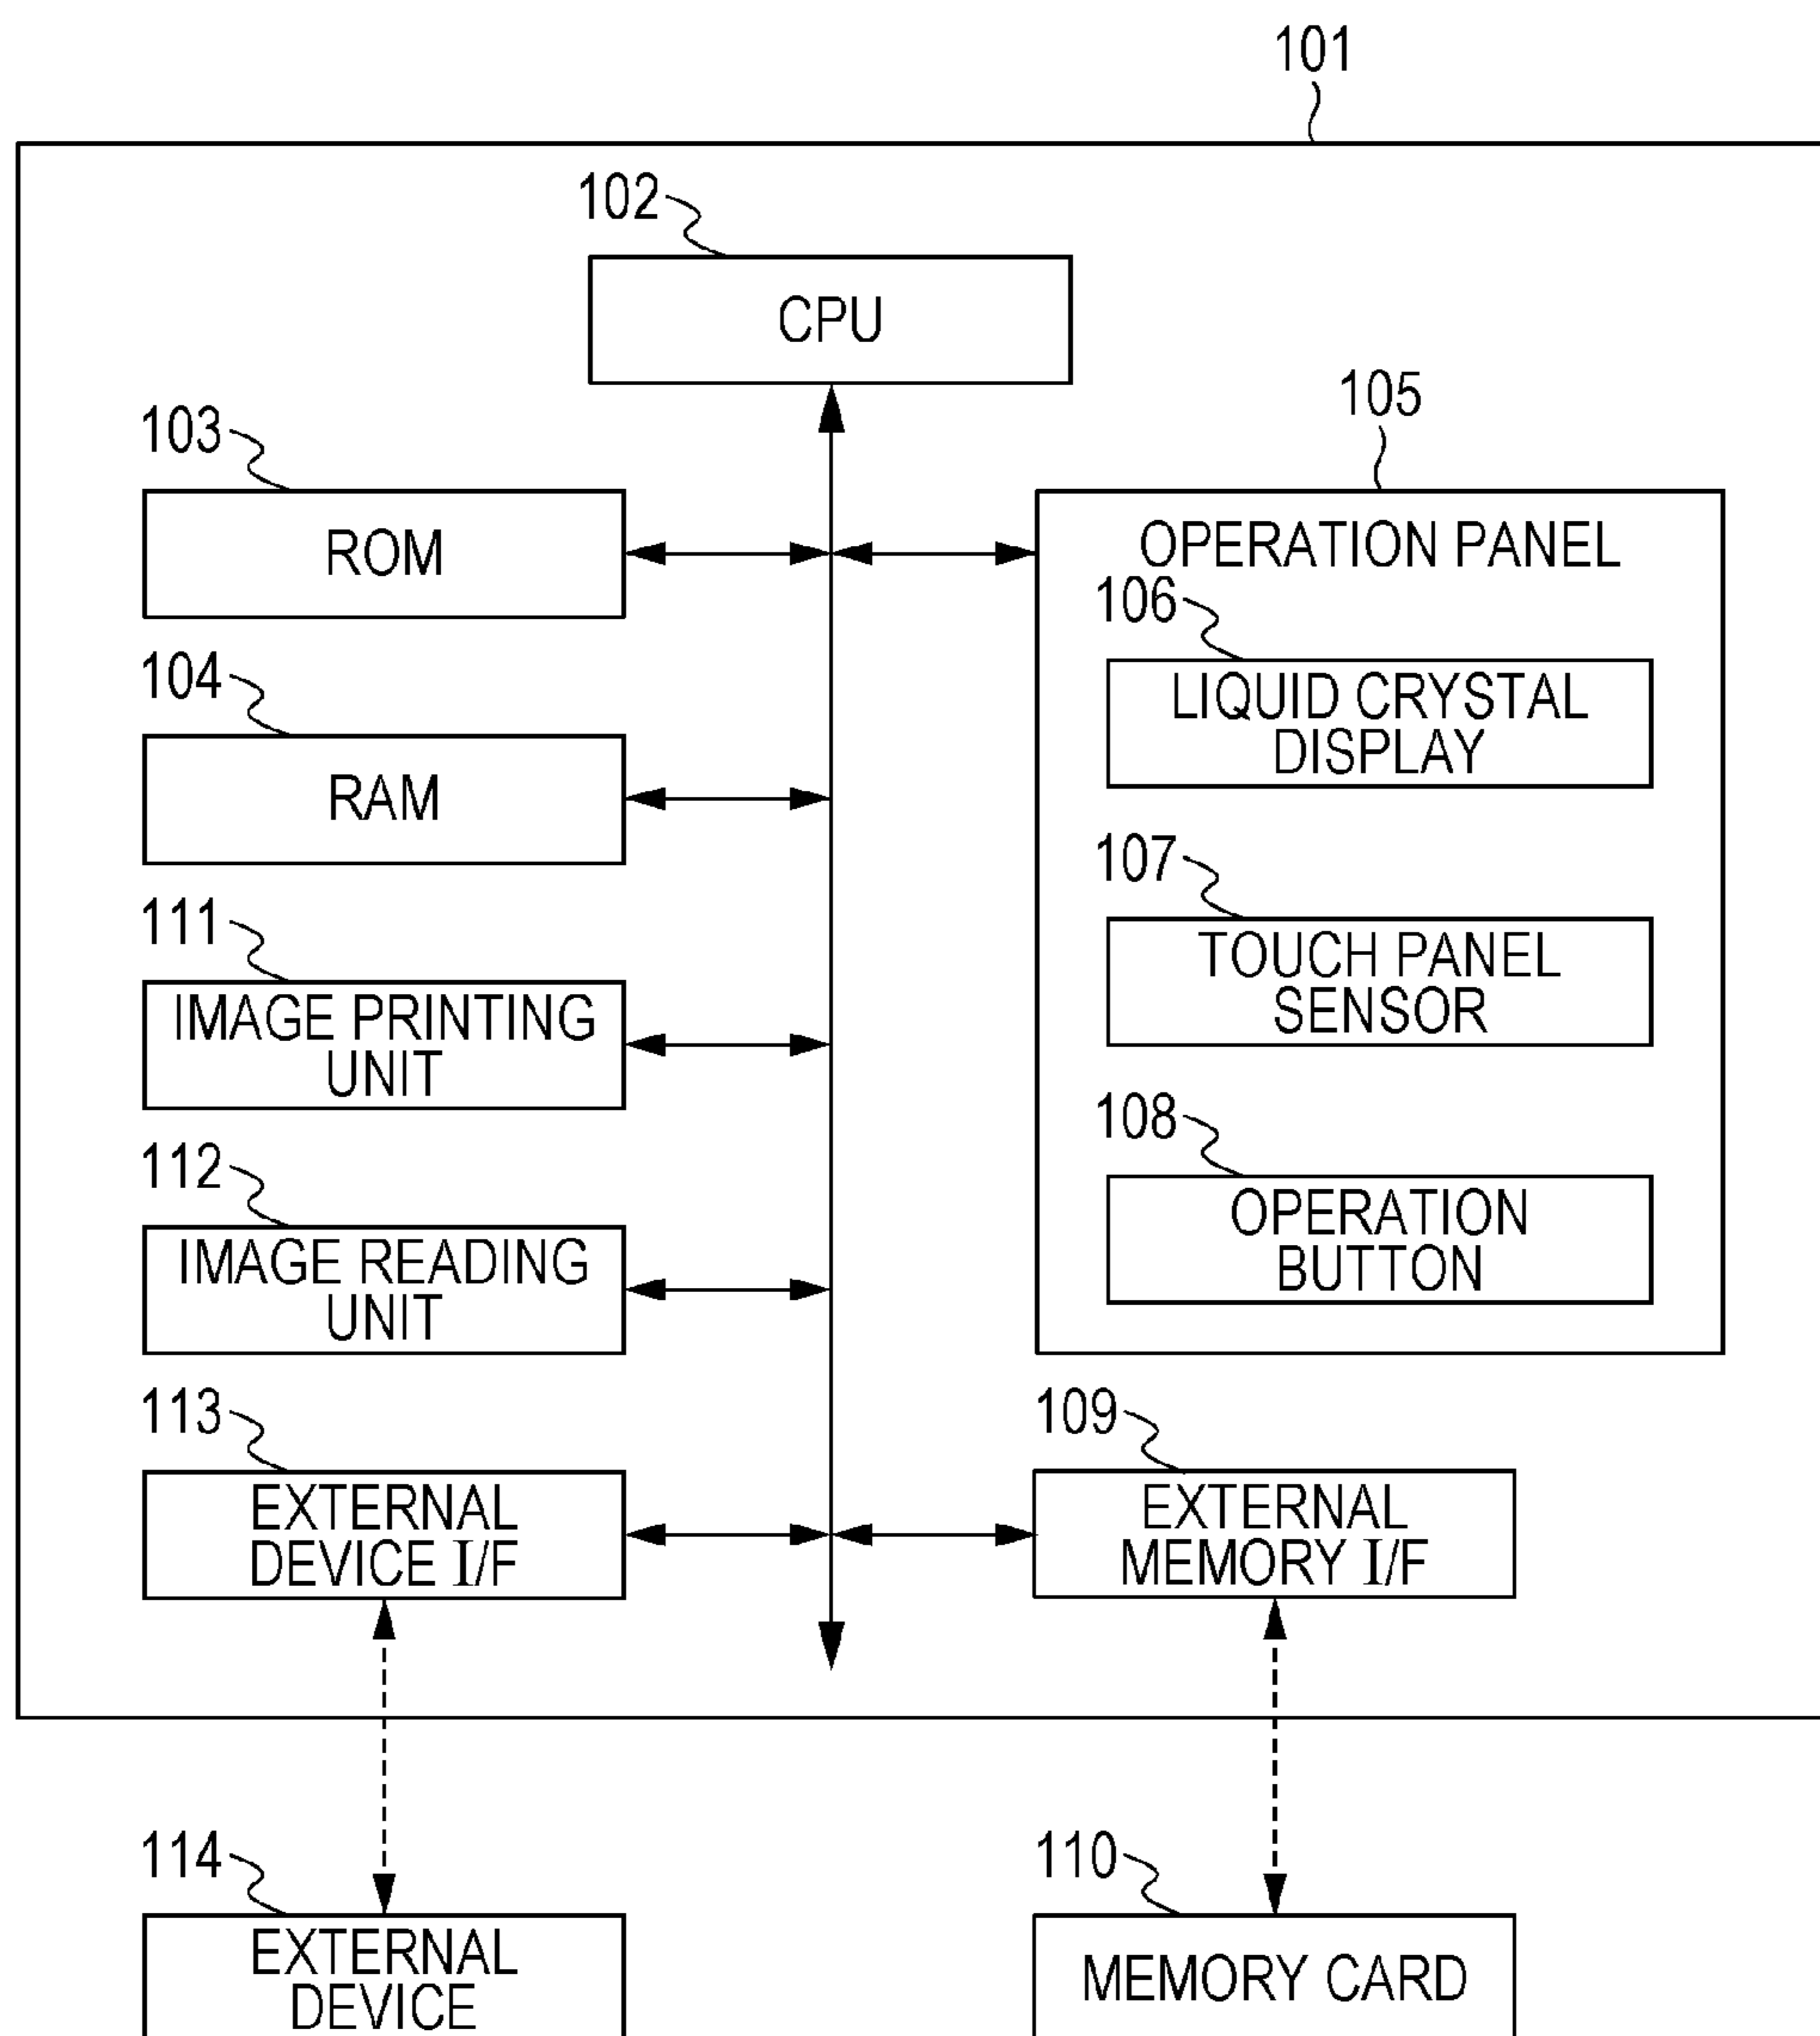 101
102
CPU
103
ROM
105
OPERATION PANEL
106
LIQUID CRYSTAL
DISPLAY
104
RAM
107
TOUCH PANEL
SENSOR
111
IMAGE PRINTING
UNIT
108
OPERATION
BUTTON
112
IMAGE READING
UNIT
113
EXTERNAL
DEVICE I/F
109
EXTERNAL
MEMORY I/F
114
EXTERNAL
DEVICE
110
MEMORY CARD